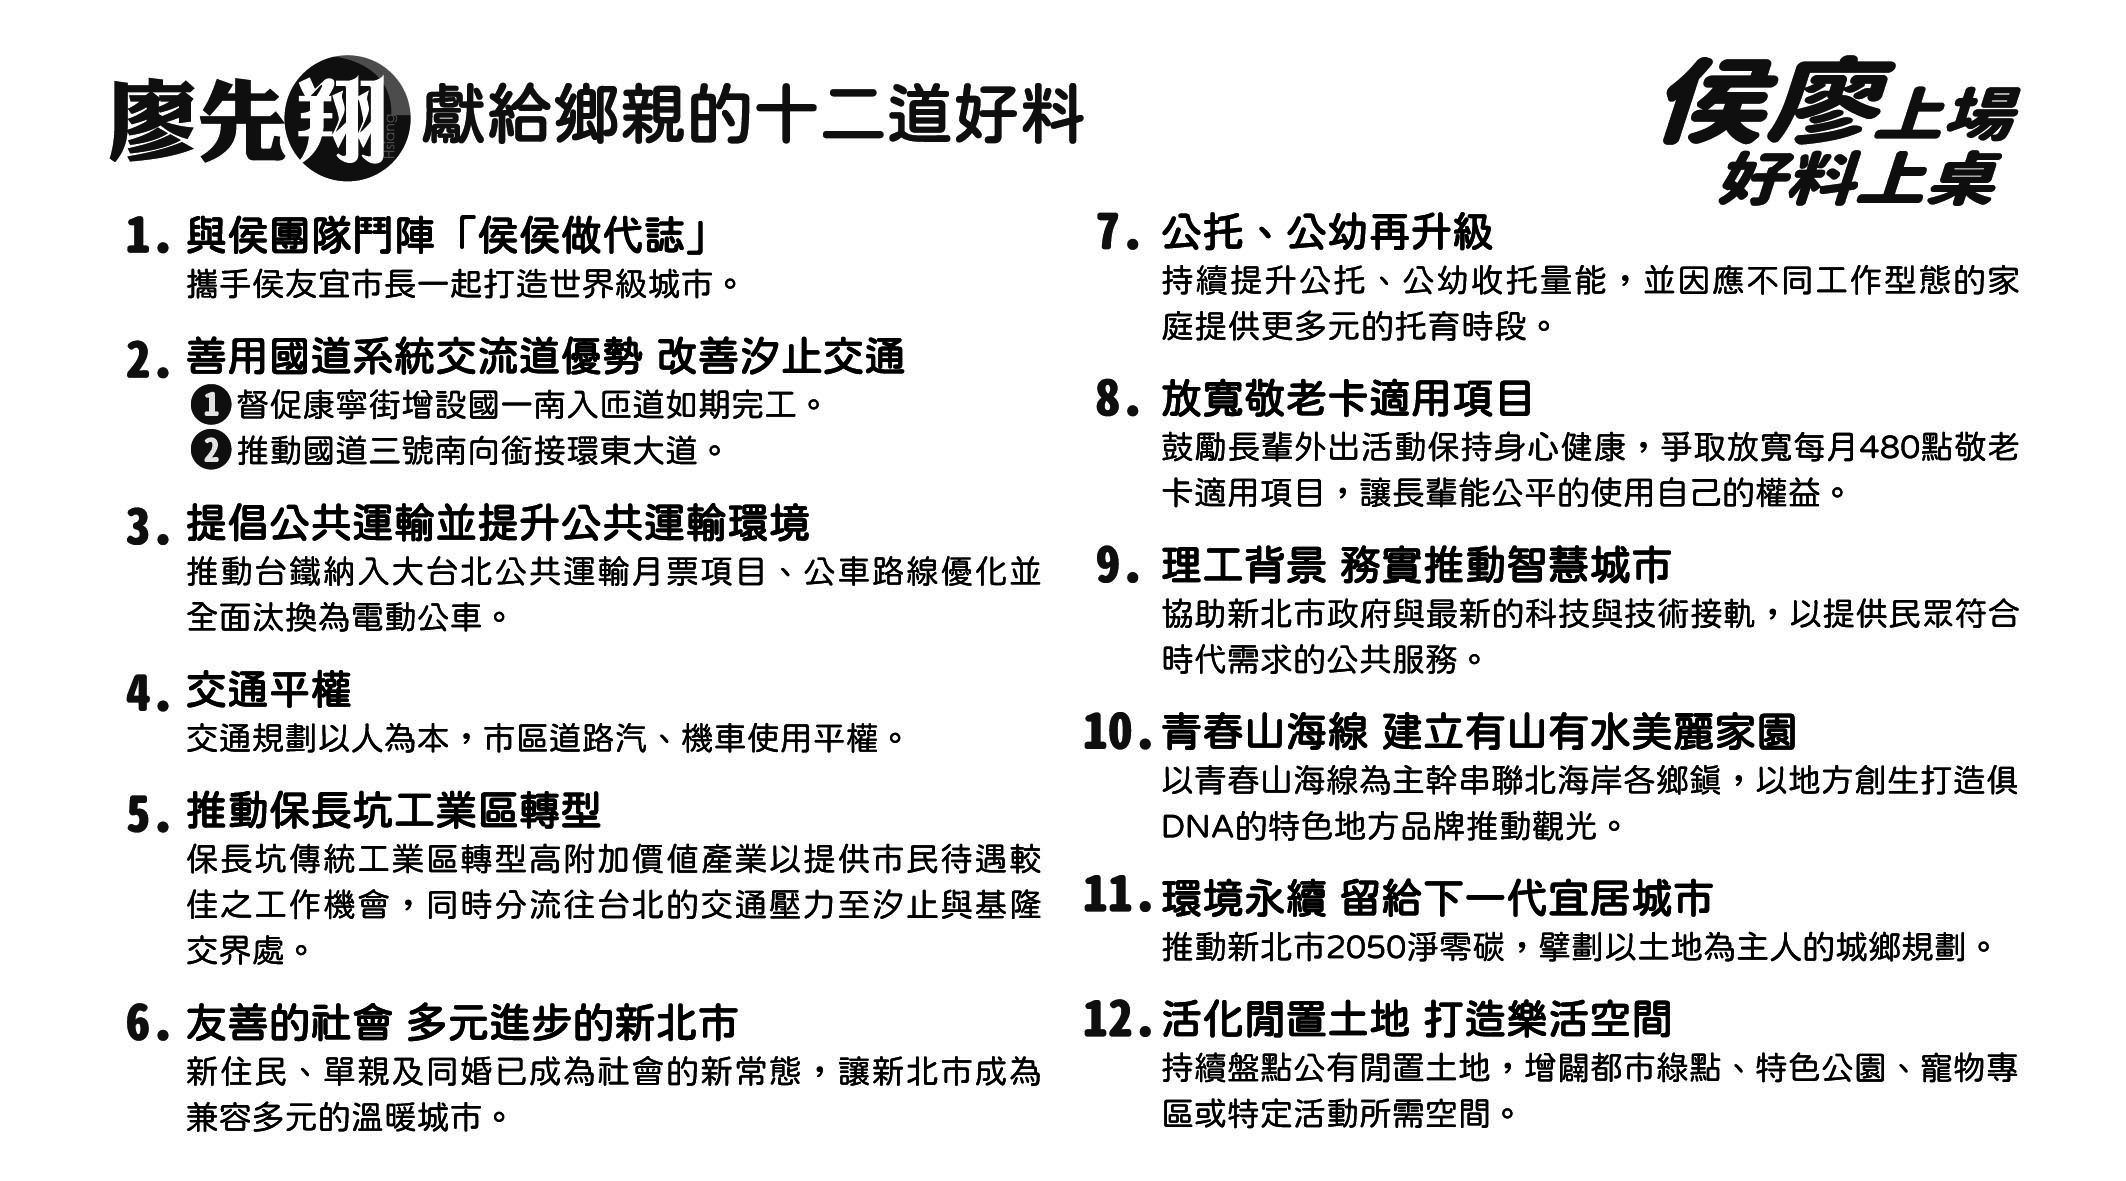 廖先翔獻給鄉親的十二道好料
Hsiang
侯廖上場
好料上桌
1. 與侯團隊鬥陣「侯侯做代誌」
攜手侯友宜市長一起打造世界級城市。
2. 善用國道系統交流道優勢 改善汐止交通
❶督促康寧街增設國一南入匝道如期完工。
❷推動國道三號南向銜接環東大道。
3. 提倡公共運輸並提升公共運輸環境
推動台鐵納入大台北公共運輸月票項目、公車路線優化並
全面汰換為電動公車。
4. 交通平權
交通規劃以人為本，市區道路汽、機車使用平權。
5. 推動保長坑工業區轉型
保長坑傳統工業區轉型高附加價值產業以提供市民待遇較
佳之工作機會，同時分流往台北的交通壓力至汐止與基隆
交界處。
6. 友善的社會 多元進步的新北市
新住民、單親及同婚已成為社會的新常態，讓新北市成為
兼容多元的溫暖城市。
7. 公托、公幼再升級
持續提升公托、公幼收托量能，並因應不同工作型態的家
庭提供更多元的托育時段。
8. 放寬敬老卡適用項目
鼓勵長輩外出活動保持身心健康，爭取放寬每月480點敬老
卡適用項目，讓長輩能公平的使用自己的權益。
9. 理工背景 務實推動智慧城市
協助新北市政府與最新的科技與技術接軌，以提供民眾符合
時代需求的公共服務。
10. 青春山海線 建立有山有水美麗家園
以青春山海線為主幹串聯北海岸各鄉鎮，以地方創生打造俱
DNA的特色地方品牌推動觀光。
11. 環境永續 留給下一代宜居城市
推動新北市2050淨零碳，擘劃以土地為主人的城鄉規劃。
12. 活化閒置土地 打造樂活空間
持續盤點公有閒置土地，增闢都市綠點、特色公園、寵物專
區或特定活動所需空間。